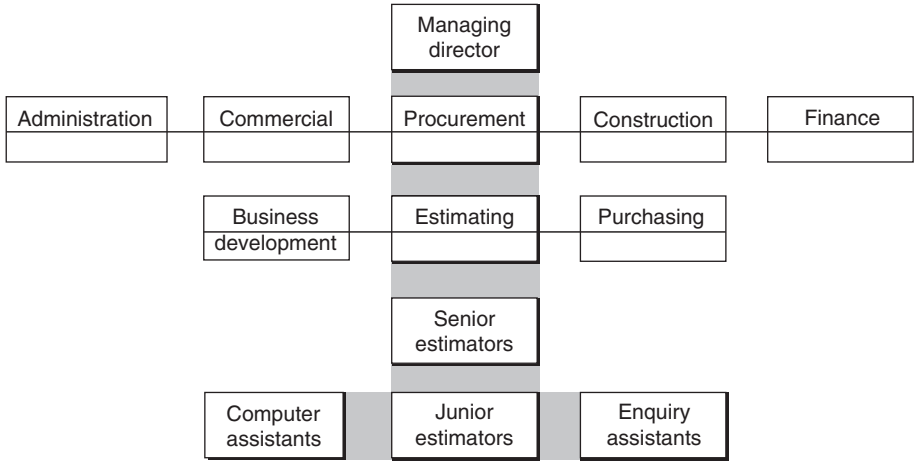 Managing
director
Administration
Commercial
Procurement
Construction
Finance
Business
development
Estimating
Purchasing
Senior
estimators
Computer
assistants
Junior
estimators
Enquiry
assistants